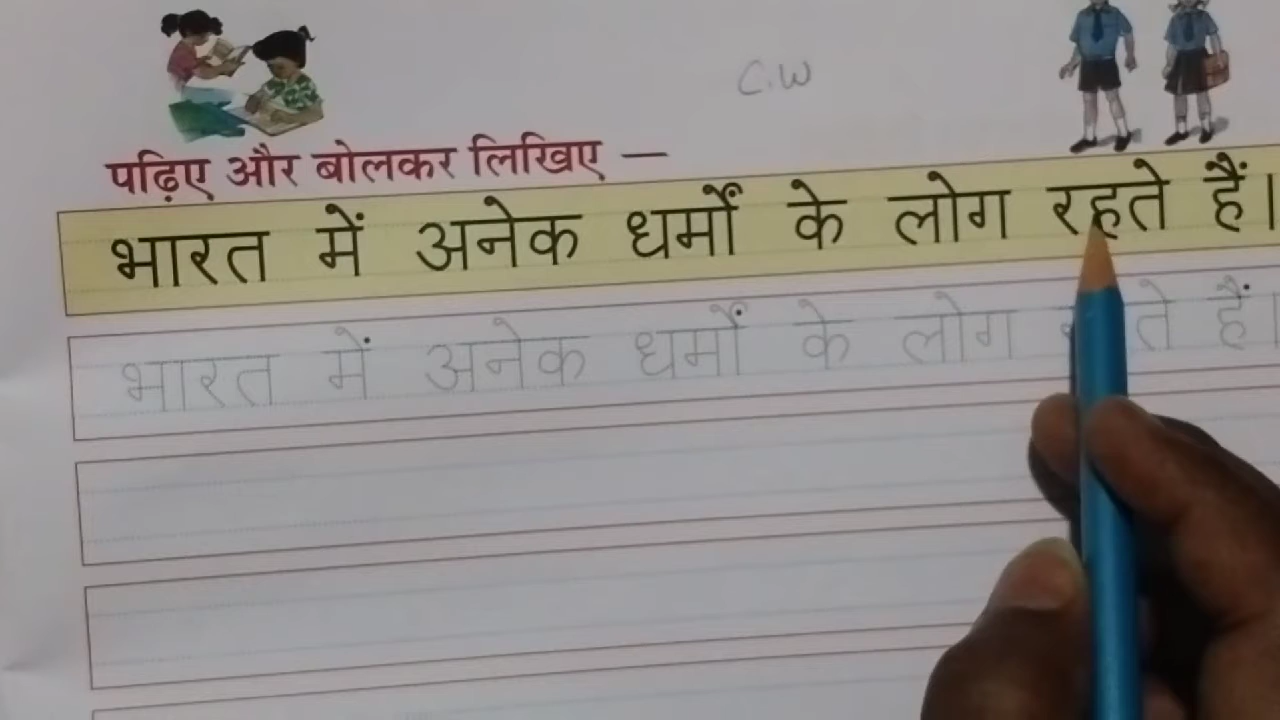 C.W
पढ़िए और बोलकर लिखिए —
भारत में अनेक धर्मों के लोग रहते हैं।
भारत में अनेक धर्मों के लोग ते हैं।